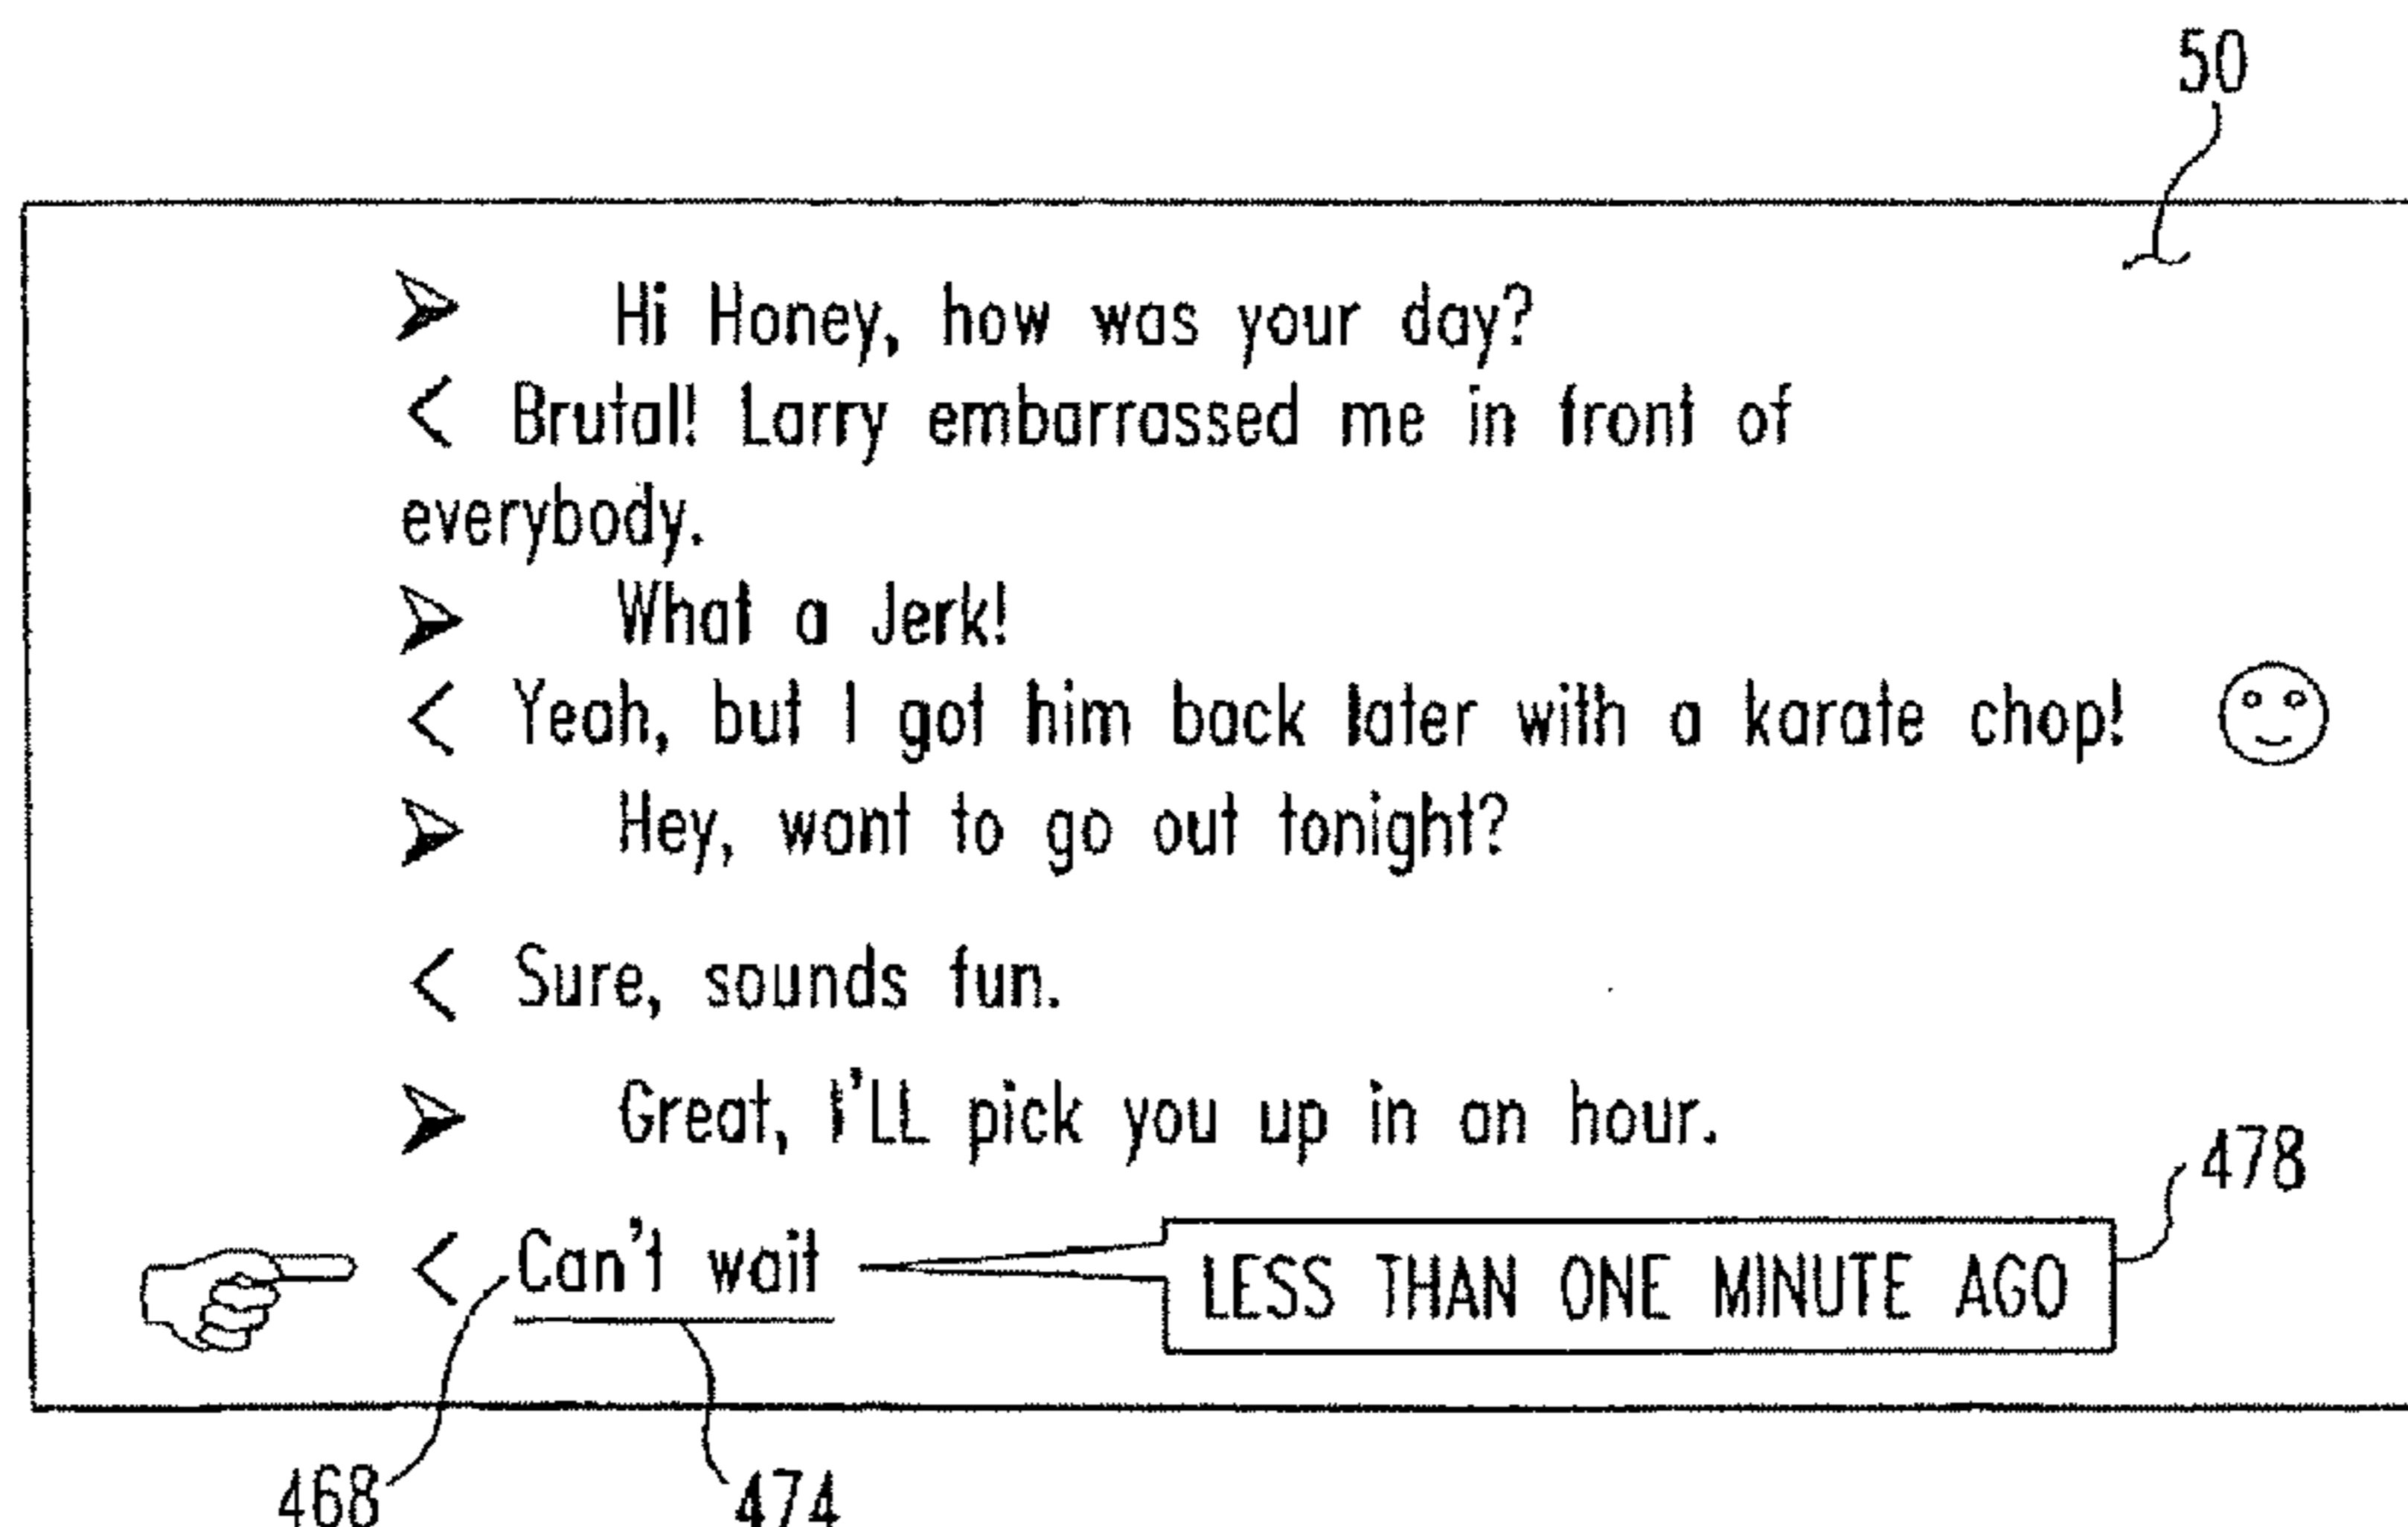 50
➢ Hi Honey, how was your day?
< Brutal! Larry embarrassed me in front of
everybody.
➢ What a Jerk!
< Yeah, but I got him back later with a karate chop!
➢ Hey, want to go out tonight?
< Sure, sounds fun.
➢ Great, I'LL pick you up in an hour.
478
< Can't wait
LESS THAN ONE MINUTE AGO
468
474